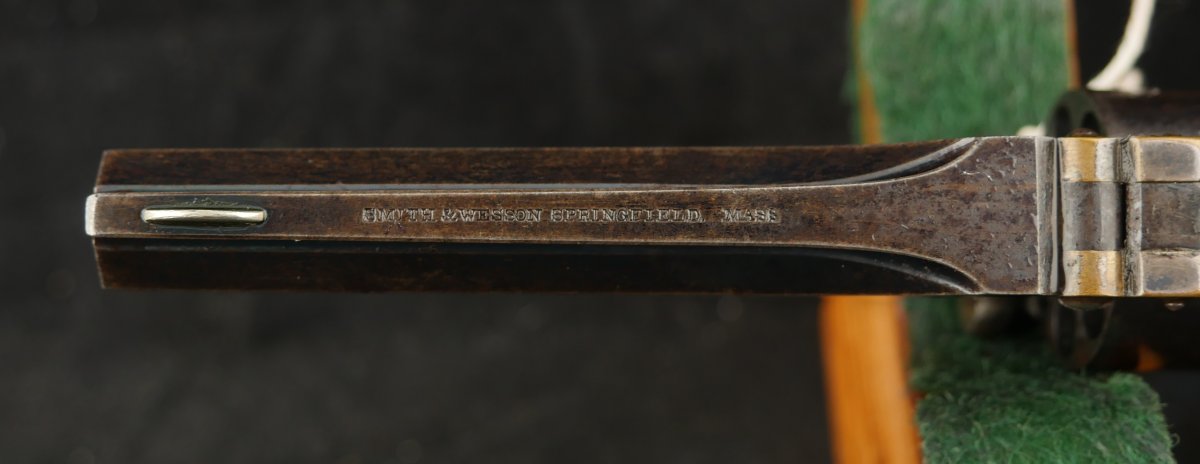 SMITH & WESSON SPRINGFIELD, MASS